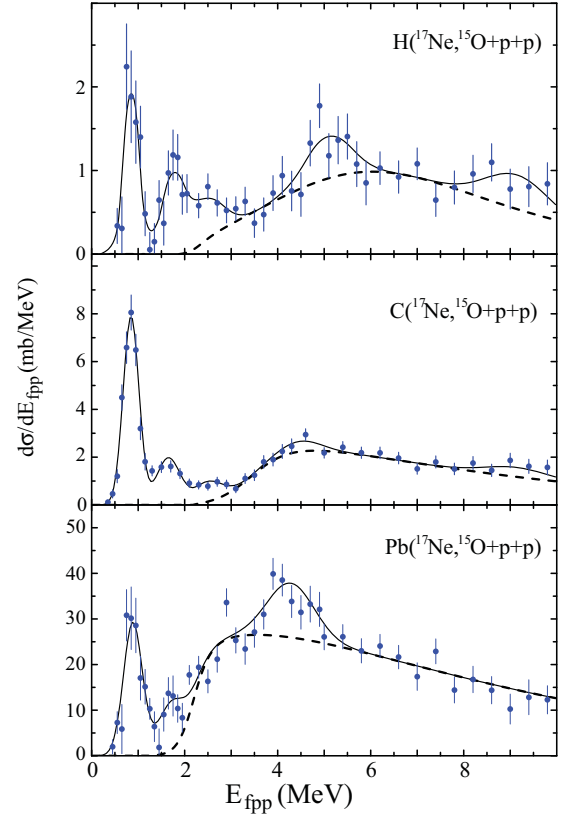 H(¹⁷Ne,¹⁵O+p+p)
2
1
0
C(¹⁷Ne,¹⁵O+p+p)
8
6
4
2
0
Pb(¹⁷Ne,¹⁵O+p+p)
50
40
30
20
10
0
0 2 4 6 8
E_fpp (MeV)
dσ/dE_fpp (mb/MeV)